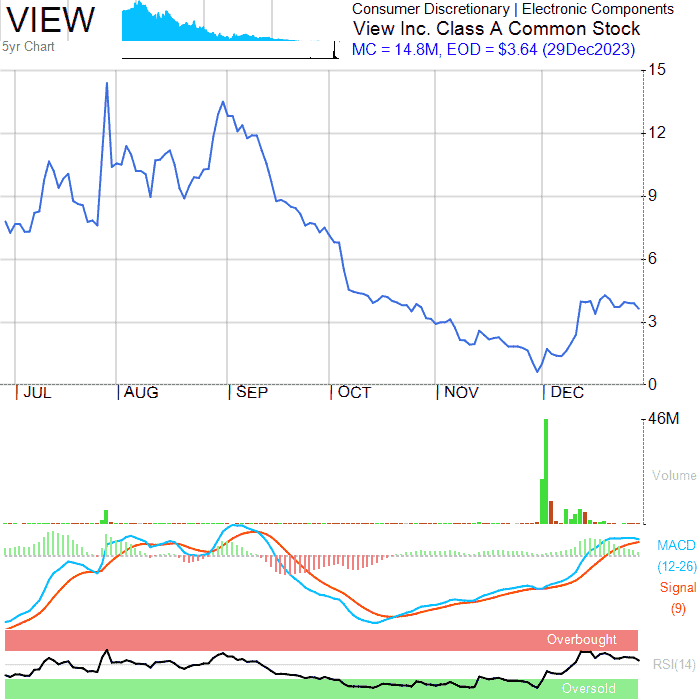 VIEW
5yr Chart
Consumer Discretionary | Electronic Components
View Inc. Class A Common Stock
MC = 14.8M, EOD = $3.64 (29Dec2023)
15
12
9
6
3
0
JUL AUG SEP OCT NOV DEC
46M
Volume
MACD
(12-26)
Signal
(9)
Overbought
RSI(14)
Oversold